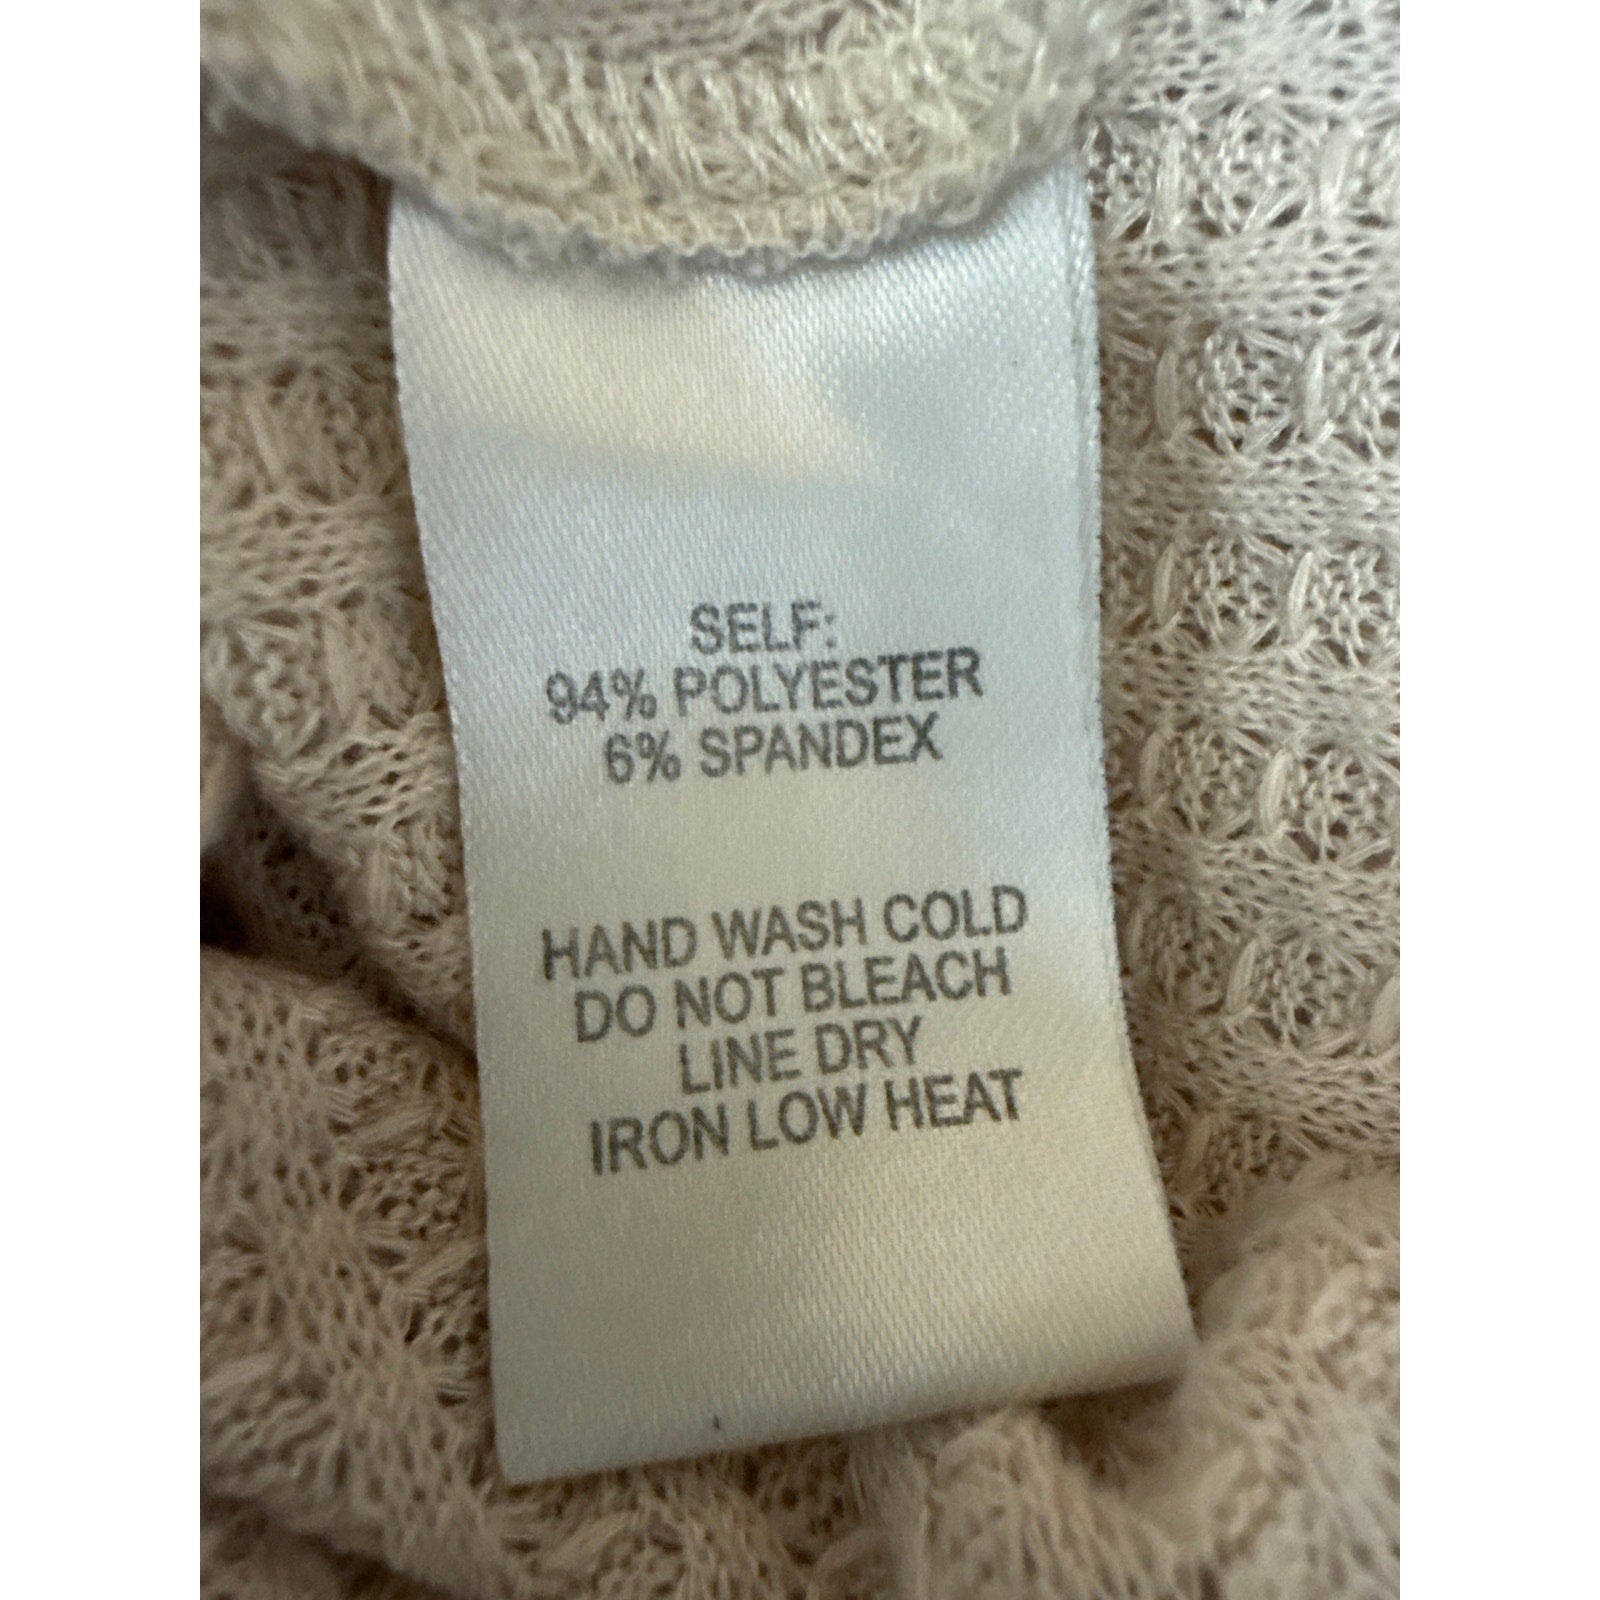 SELF:
94% POLYESTER
6% SPANDEX
HAND WASH COLD
DO NOT BLEACH
LINE DRY
IRON LOW HEAT